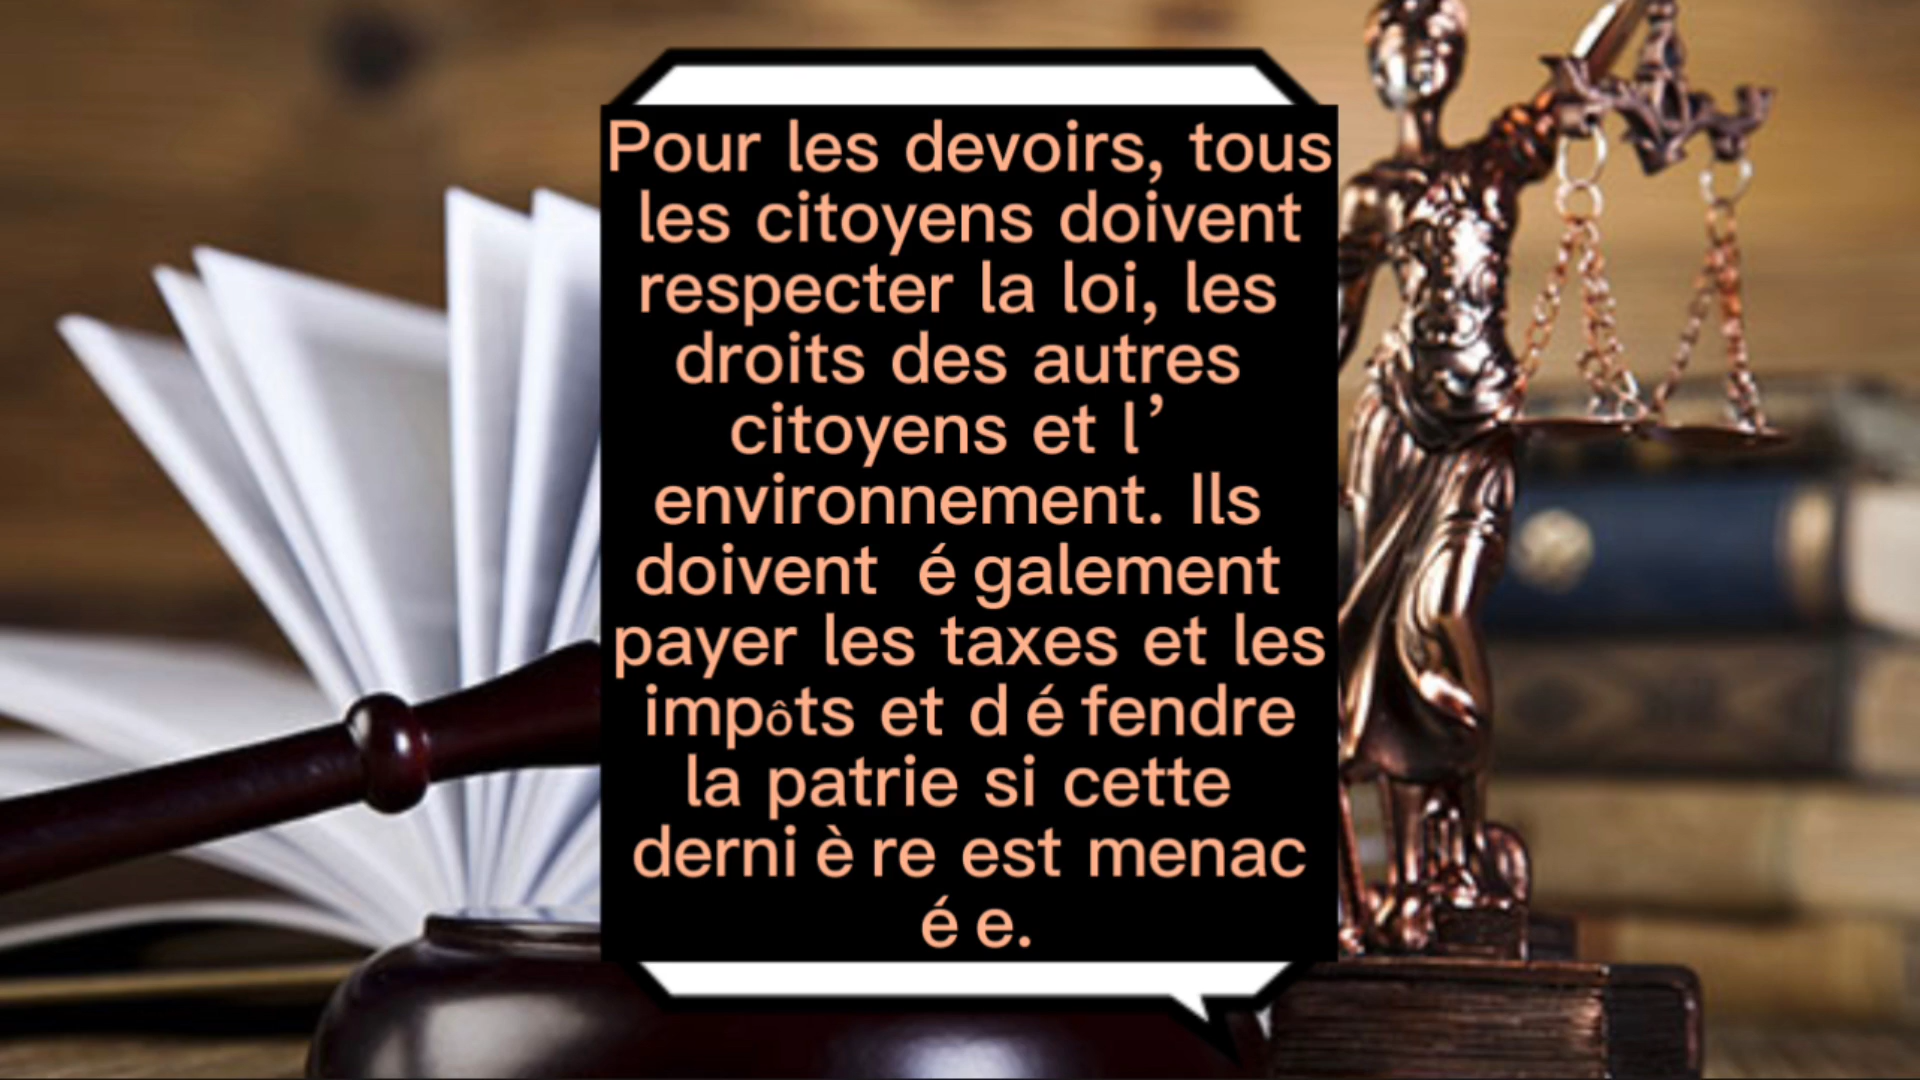 Pour les devoirs, tous
les citoyens doivent
respecter la loi, les
droits des autres
citoyens et l’
environnement. Ils
doivent é galement
payer les taxes et les
impôts et d é fendre
la patrie si cette
derni è re est menac
é e.